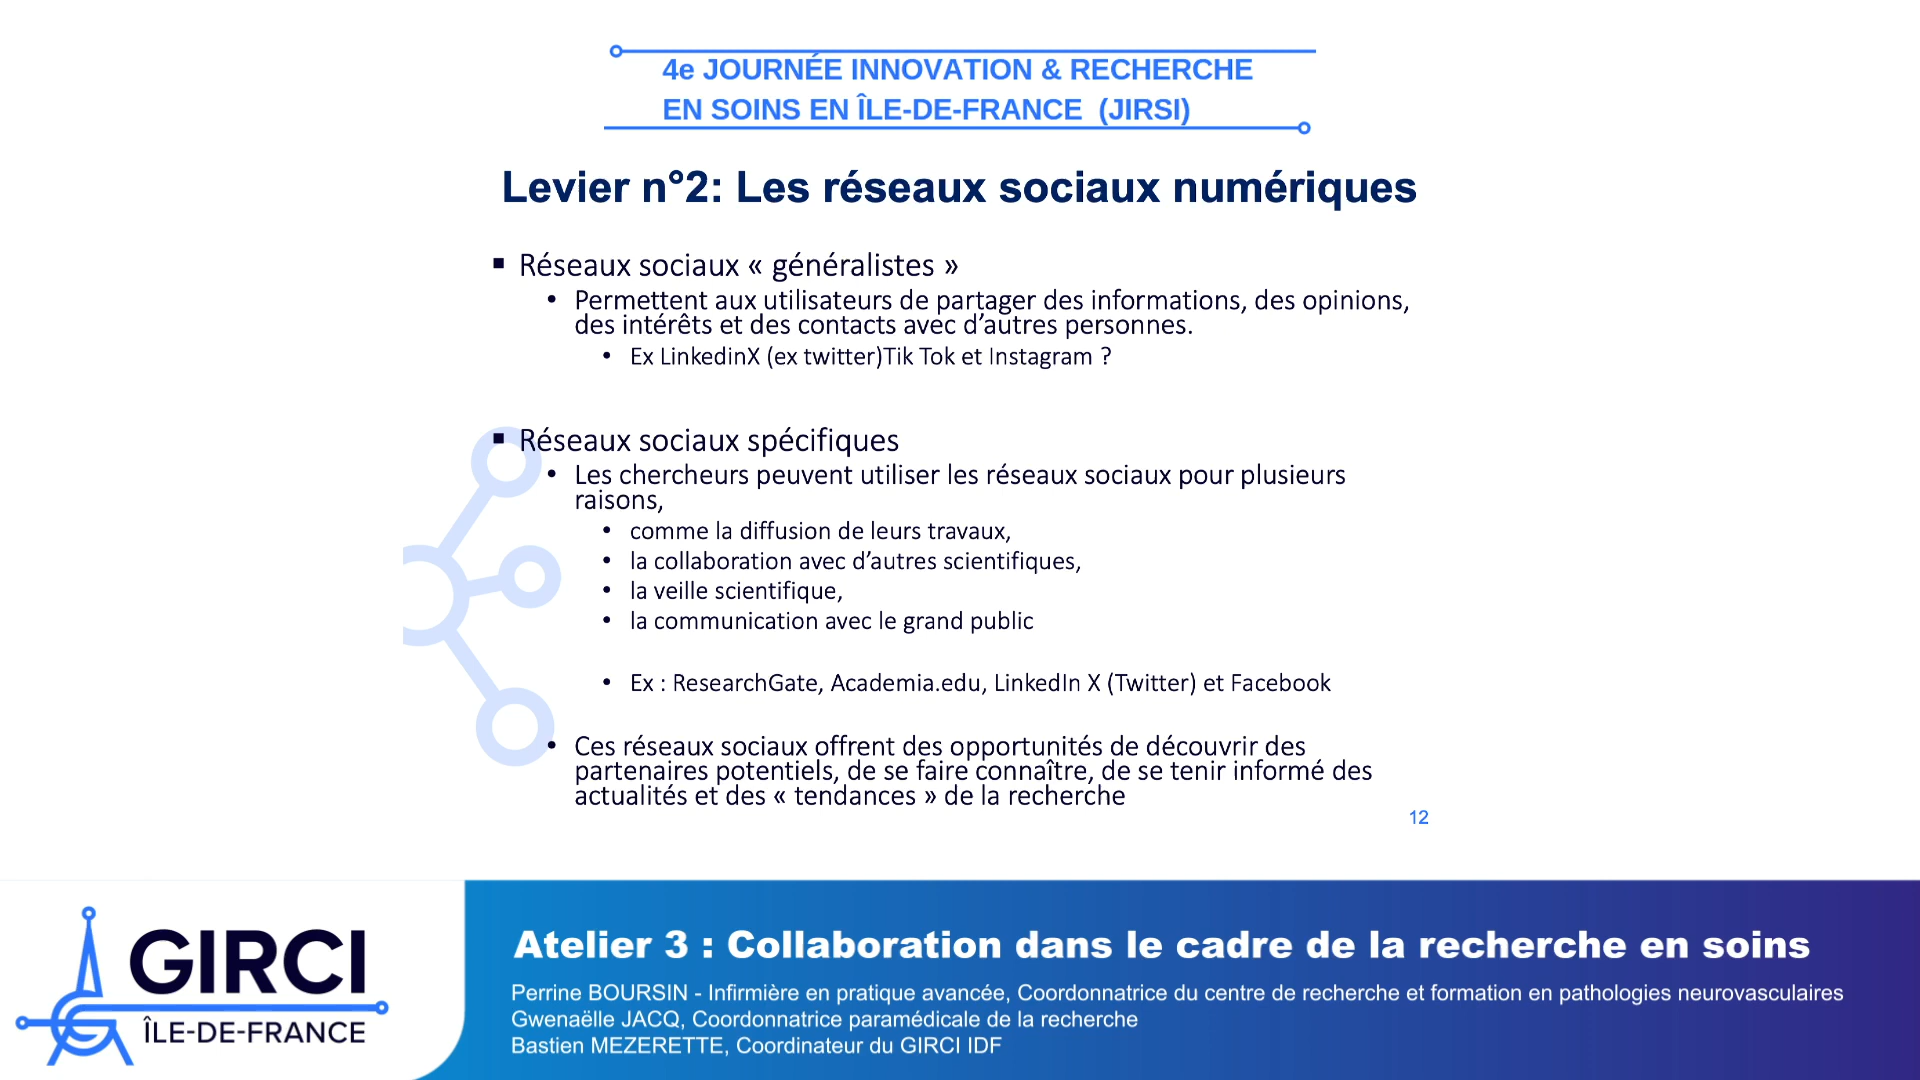 4e JOURNÉE INNOVATION & RECHERCHE
EN SOINS EN ÎLE-DE-FRANCE (JIRSI)
Levier n°2: Les réseaux sociaux numériques
▪ Réseaux sociaux « généralistes »
• Permettent aux utilisateurs de partager des informations, des opinions,
des intérêts et des contacts avec d’autres personnes.
• Ex LinkedinX (ex twitter)Tik Tok et Instagram ?
▪ Réseaux sociaux spécifiques
• Les chercheurs peuvent utiliser les réseaux sociaux pour plusieurs
raisons,
• comme la diffusion de leurs travaux,
• la collaboration avec d’autres scientifiques,
• la veille scientifique,
• la communication avec le grand public
• Ex : ResearchGate, Academia.edu, LinkedIn X (Twitter) et Facebook
• Ces réseaux sociaux offrent des opportunités de découvrir des
partenaires potentiels, de se faire connaître, de se tenir informé des
actualités et des « tendances » de la recherche
12
GIRCI
ÎLE-DE-FRANCE
Atelier 3 : Collaboration dans le cadre de la recherche en soins
Perrine BOURSIN - Infirmière en pratique avancée, Coordonnatrice du centre de recherche et formation en pathologies neurovasculaires
Gwenaëlle JACQ, Coordonnatrice paramédicale de la recherche
Bastien MEZERETTE, Coordinateur du GIRCI IDF